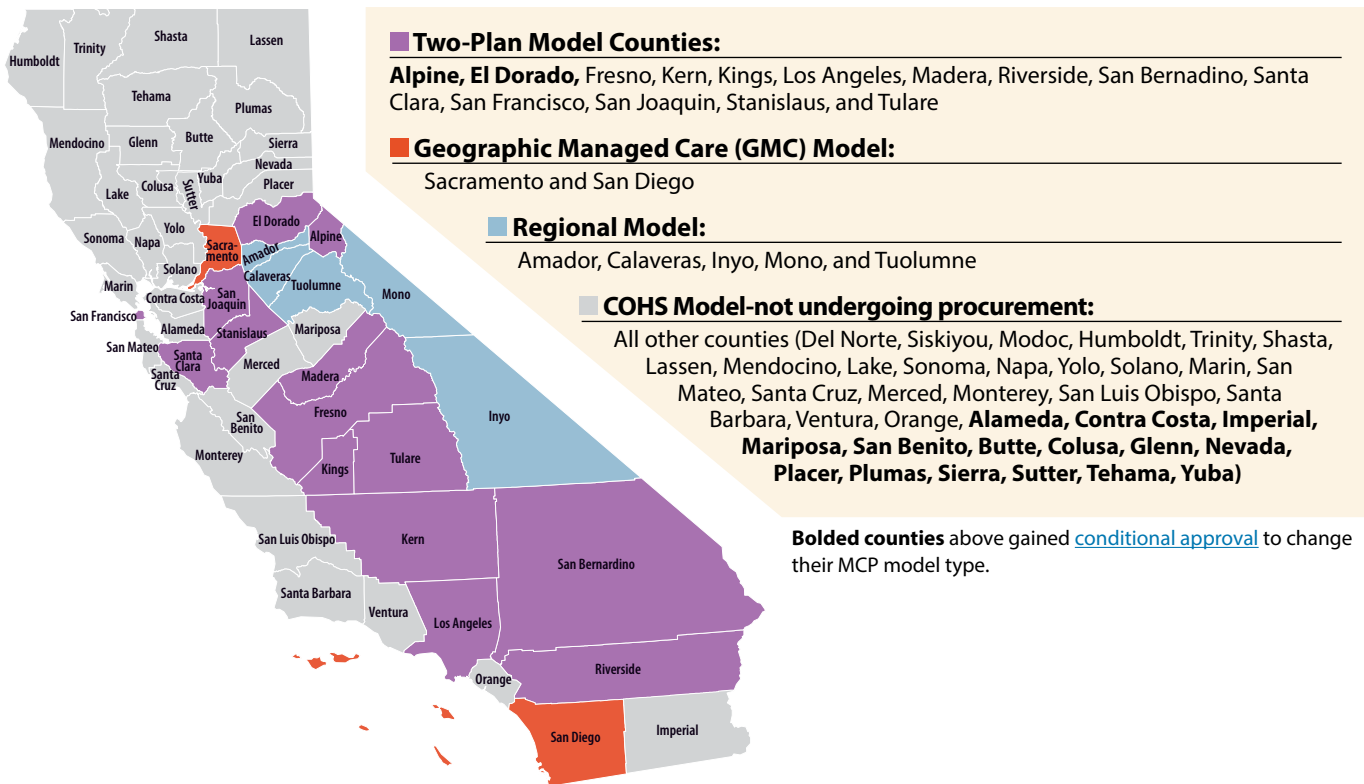 Shasta
Lassen
Trinity
Humboldt
Tehama
Plumas
Mendocino
Glenn
Butte
Sierra
Nevada
Lake
Colusa
Sutter
Yuba
Placer
El Dorado
Yolo
Sonoma
Napa
Sacra-
mento
Amador
Alpine
Solano
Calaveras
Tuolumne
Mono
Marin
Contra Costa
San
Joaquin
San Francisco
Alameda
Stanislaus
Mariposa
San Mateo
Santa
Clara
Merced
Santa
Cruz
Madera
San
Benito
Fresno
Inyo
Monterey
Kings
Tulare
San Luis Obispo
Kern
San Bernardino
Santa Barbara
Ventura
Los Angeles
Orange
Riverside
San Diego
Imperial
Two-Plan Model Counties:
Alpine, El Dorado, Fresno, Kern, Kings, Los Angeles, Madera, Riverside, San Bernadino, Santa
Clara, San Francisco, San Joaquin, Stanislaus, and Tulare
Geographic Managed Care (GMC) Model:
Sacramento and San Diego
Regional Model:
Amador, Calaveras, Inyo, Mono, and Tuolumne
COHS Model-not undergoing procurement:
All other counties (Del Norte, Siskiyou, Modoc, Humboldt, Trinity, Shasta,
Lassen, Mendocino, Lake, Sonoma, Napa, Yolo, Solano, Marin, San
Mateo, Santa Cruz, Merced, Monterey, San Luis Obispo, Santa
Barbara, Ventura, Orange, Alameda, Contra Costa, Imperial,
Mariposa, San Benito, Butte, Colusa, Glenn, Nevada,
Placer, Plumas, Sierra, Sutter, Tehama, Yuba)
Bolded counties above gained conditional approval to change
their MCP model type.